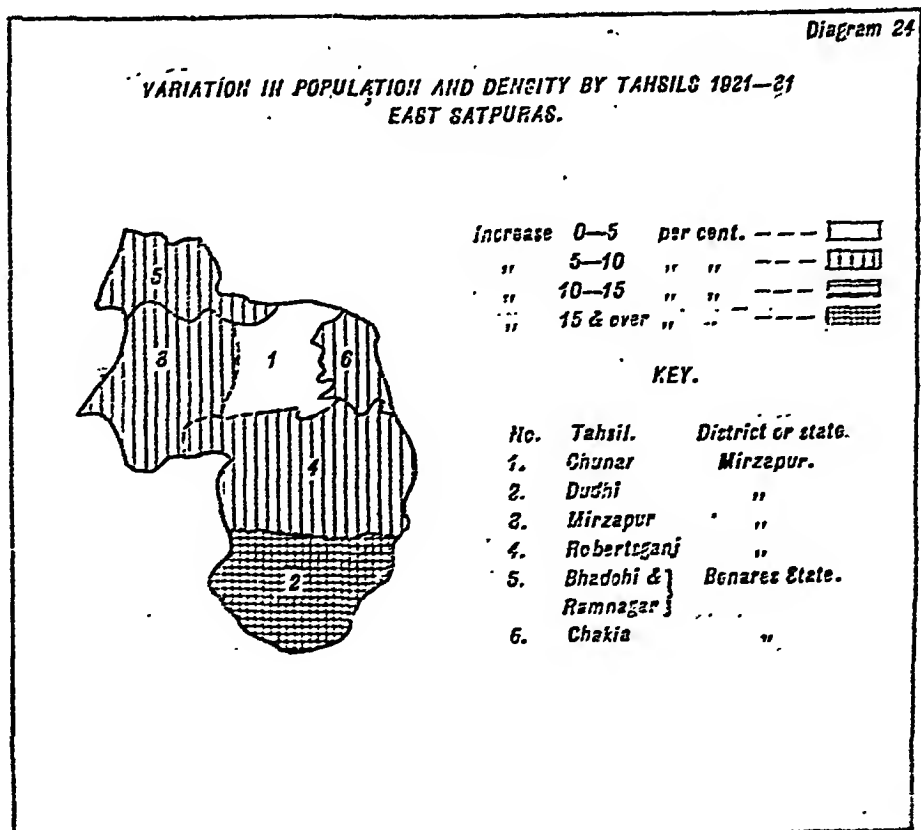 Diagram 24
VARIATION IN POPULATION AND DENSITY BY TAHSILS 1921—31
EAST SATPURAS.
Increase 0—5 per cent. ---
„ 5—10 „ „ ---
„ 10—15 „ „ ---
„ 15 & over „ „ ---
5
3
1
6
4
2
KEY.
No. Tahsil. District or state.
1. Chunar Mirzapur.
2. Dudhi „
3. Mirzapur „
4. Robertsganj „
5. Bhadohi & } Benares State.
Ramnagar }
6. Chakia „